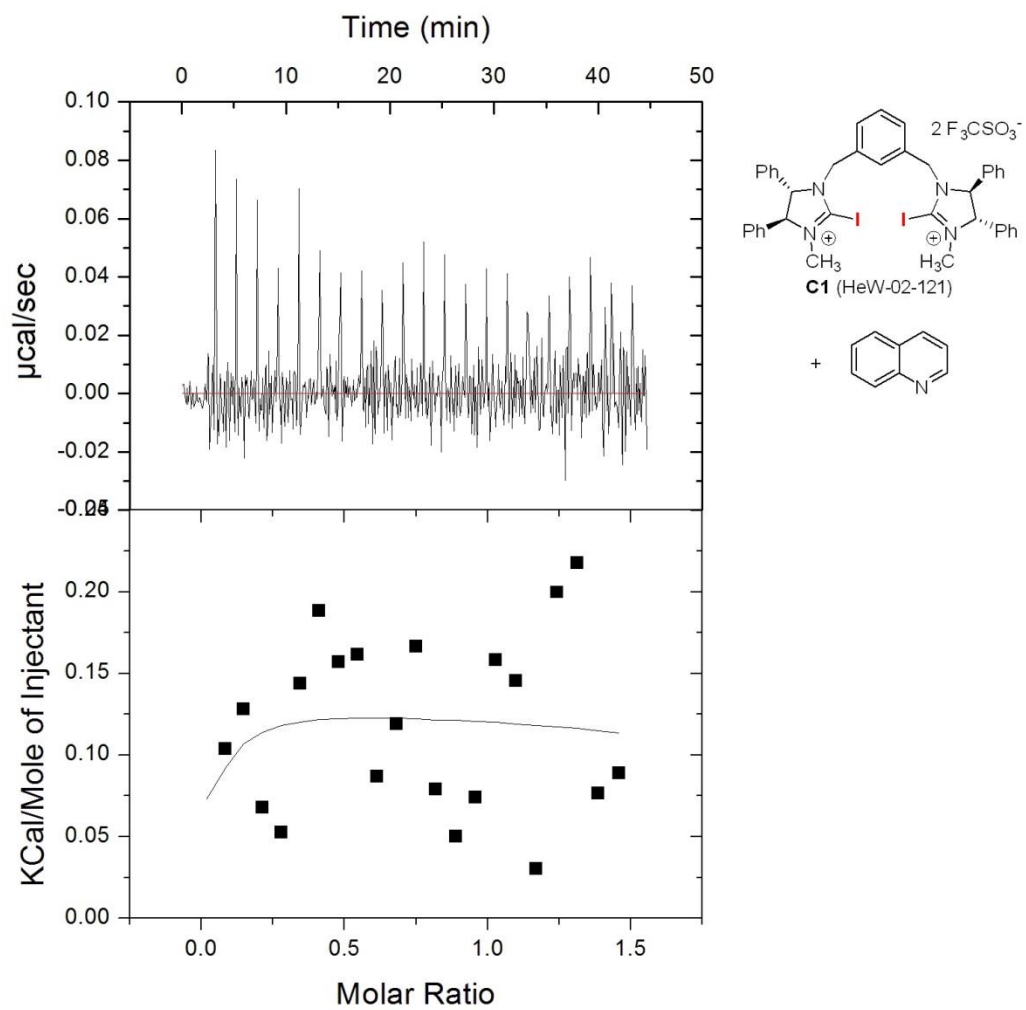 Time (min)
0 10 20 30 40 50
0.10
0.08
0.06
0.04
0.02
0.00
-0.02
µcal/sec
0.20
0.15
0.10
0.05
0.00
KCal/Mole of Injectant
0.0 0.5 1.0 1.5
Molar Ratio
2 F₃CSO₃⁻
Ph N N Ph
I I
Ph N ⊕ ⊕ N Ph
CH₃ H₃C
C1 (HeW-02-121)
+
N